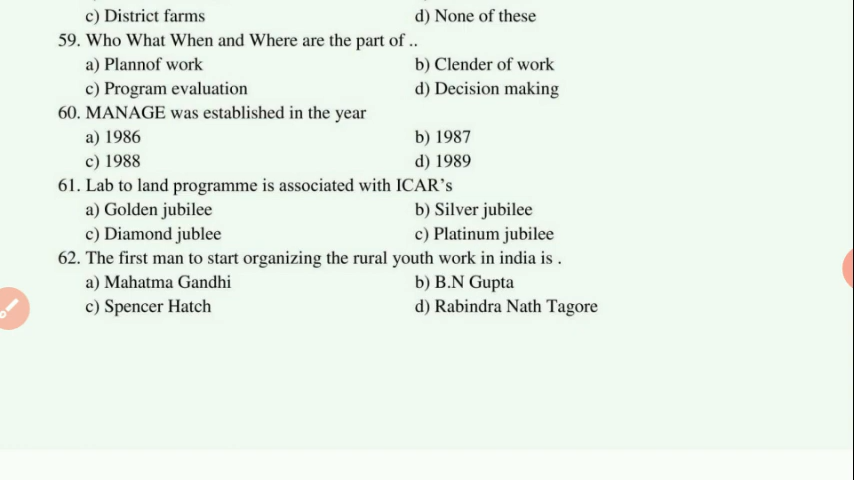 c) District farms d) None of these
59. Who What When and Where are the part of ..
a) Plannof work b) Clender of work
c) Program evaluation d) Decision making
60. MANAGE was established in the year
a) 1986 b) 1987
c) 1988 d) 1989
61. Lab to land programme is associated with ICAR’s
a) Golden jubilee b) Silver jubilee
c) Diamond jublee c) Platinum jubilee
62. The first man to start organizing the rural youth work in india is .
a) Mahatma Gandhi b) B.N Gupta
c) Spencer Hatch d) Rabindra Nath Tagore